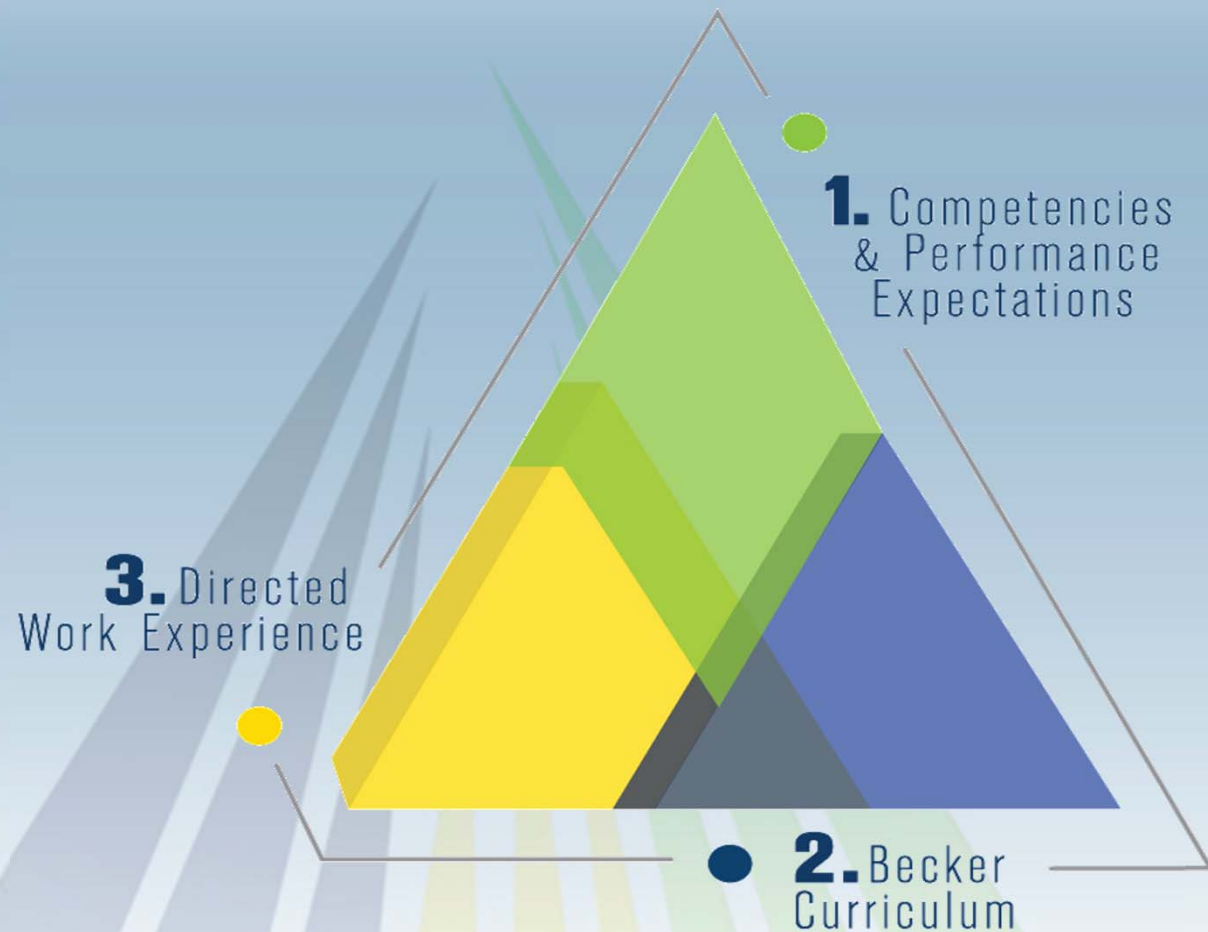 1. Competencies
& Performance
Expectations
3. Directed
Work Experience
2. Becker
Curriculum